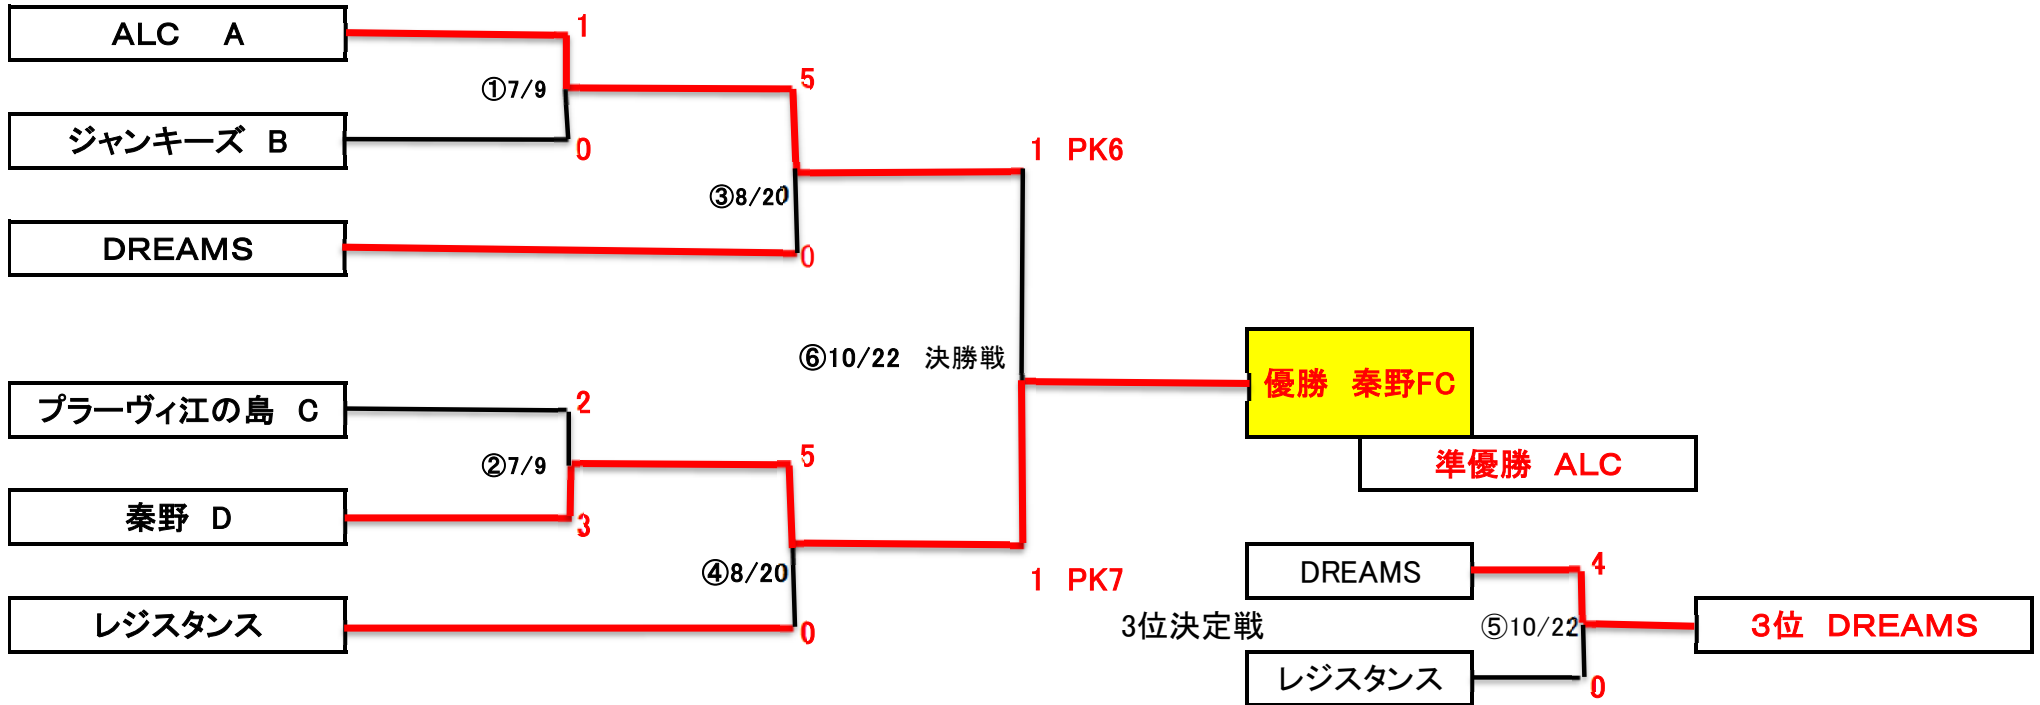 ALC　A
1
①7/9
5
ジャンキーズ　B
0
1　PK6
③8/20
DREAMS
0
⑥10/22　決勝戦
優勝　秦野FC
プラーヴィ江の島　C
2
②7/9
5
準優勝　ALC
秦野　D
3
④8/20
1　PK7
DREAMS
4
レジスタンス
0
3位決定戦
⑤10/22
3位　DREAMS
レジスタンス
0